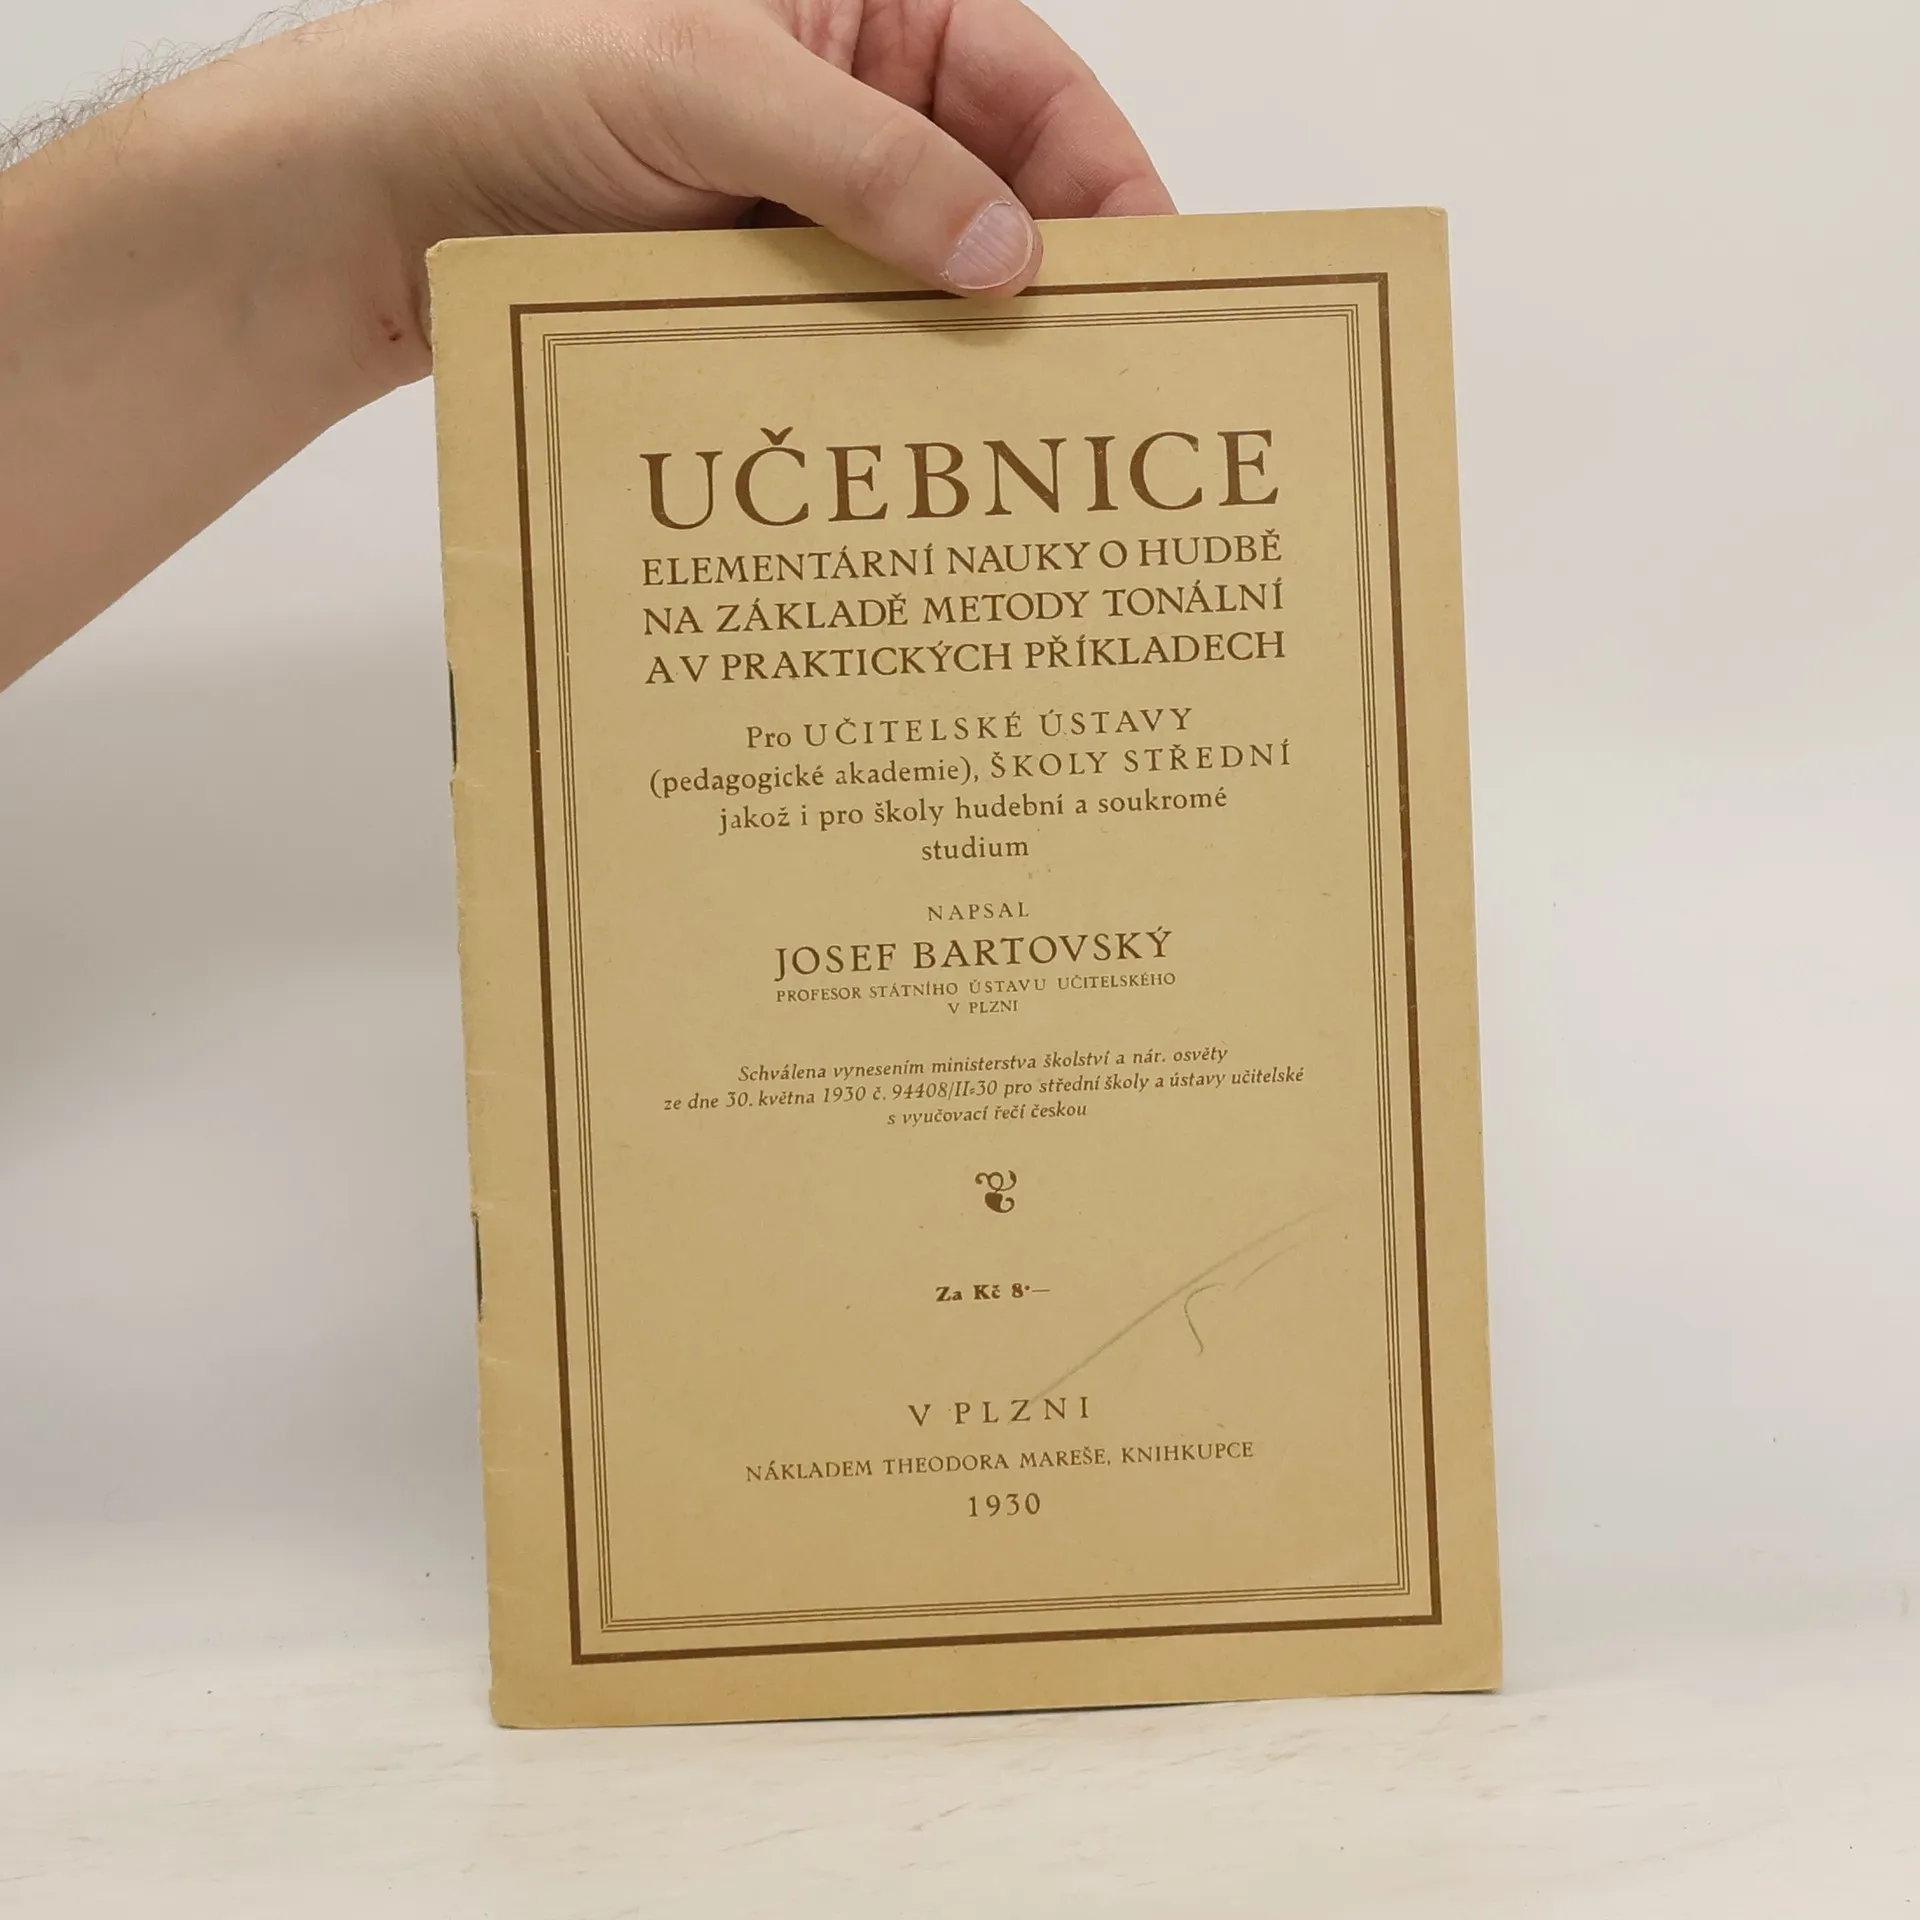 UČEBNICE
ELEMENTÁRNÍ NAUKY O HUDBĚ
NA ZÁKLADĚ METODY TONÁLNÍ
A V PRAKTICKÝCH PŘÍKLADECH
Pro UČITELSKÉ ÚSTAVY
(pedagogické akademie), ŠKOLY STŘEDNÍ
jakož i pro školy hudební a soukromé
studium
NAPSAL
JOSEF BARTOVSKÝ
PROFESOR STÁTNÍHO ÚSTAVU UČITELSKÉHO
V PLZNI
Schválena vynesením ministerstva školství a nár. osvěty
ze dne 30. května 1930 č. 94408/II-30 pro střední školy a ústavy učitelské
s vyučovací řečí českou
Za Kč 8·—
V PLZNI
NÁKLADEM THEODORA MAREŠE, KNIHKUPCE
1930